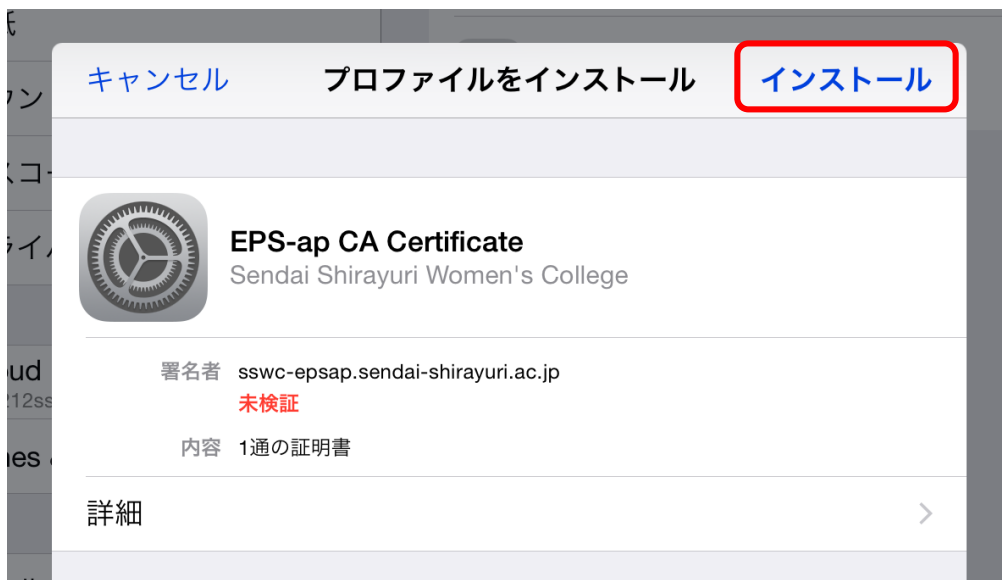 キャンセル プロファイルをインストール インストール
EPS-ap CA Certificate
Sendai Shirayuri Women's College
署名者 sswc-epsap.sendai-shirayuri.ac.jp
未検証
内容 1通の証明書
詳細